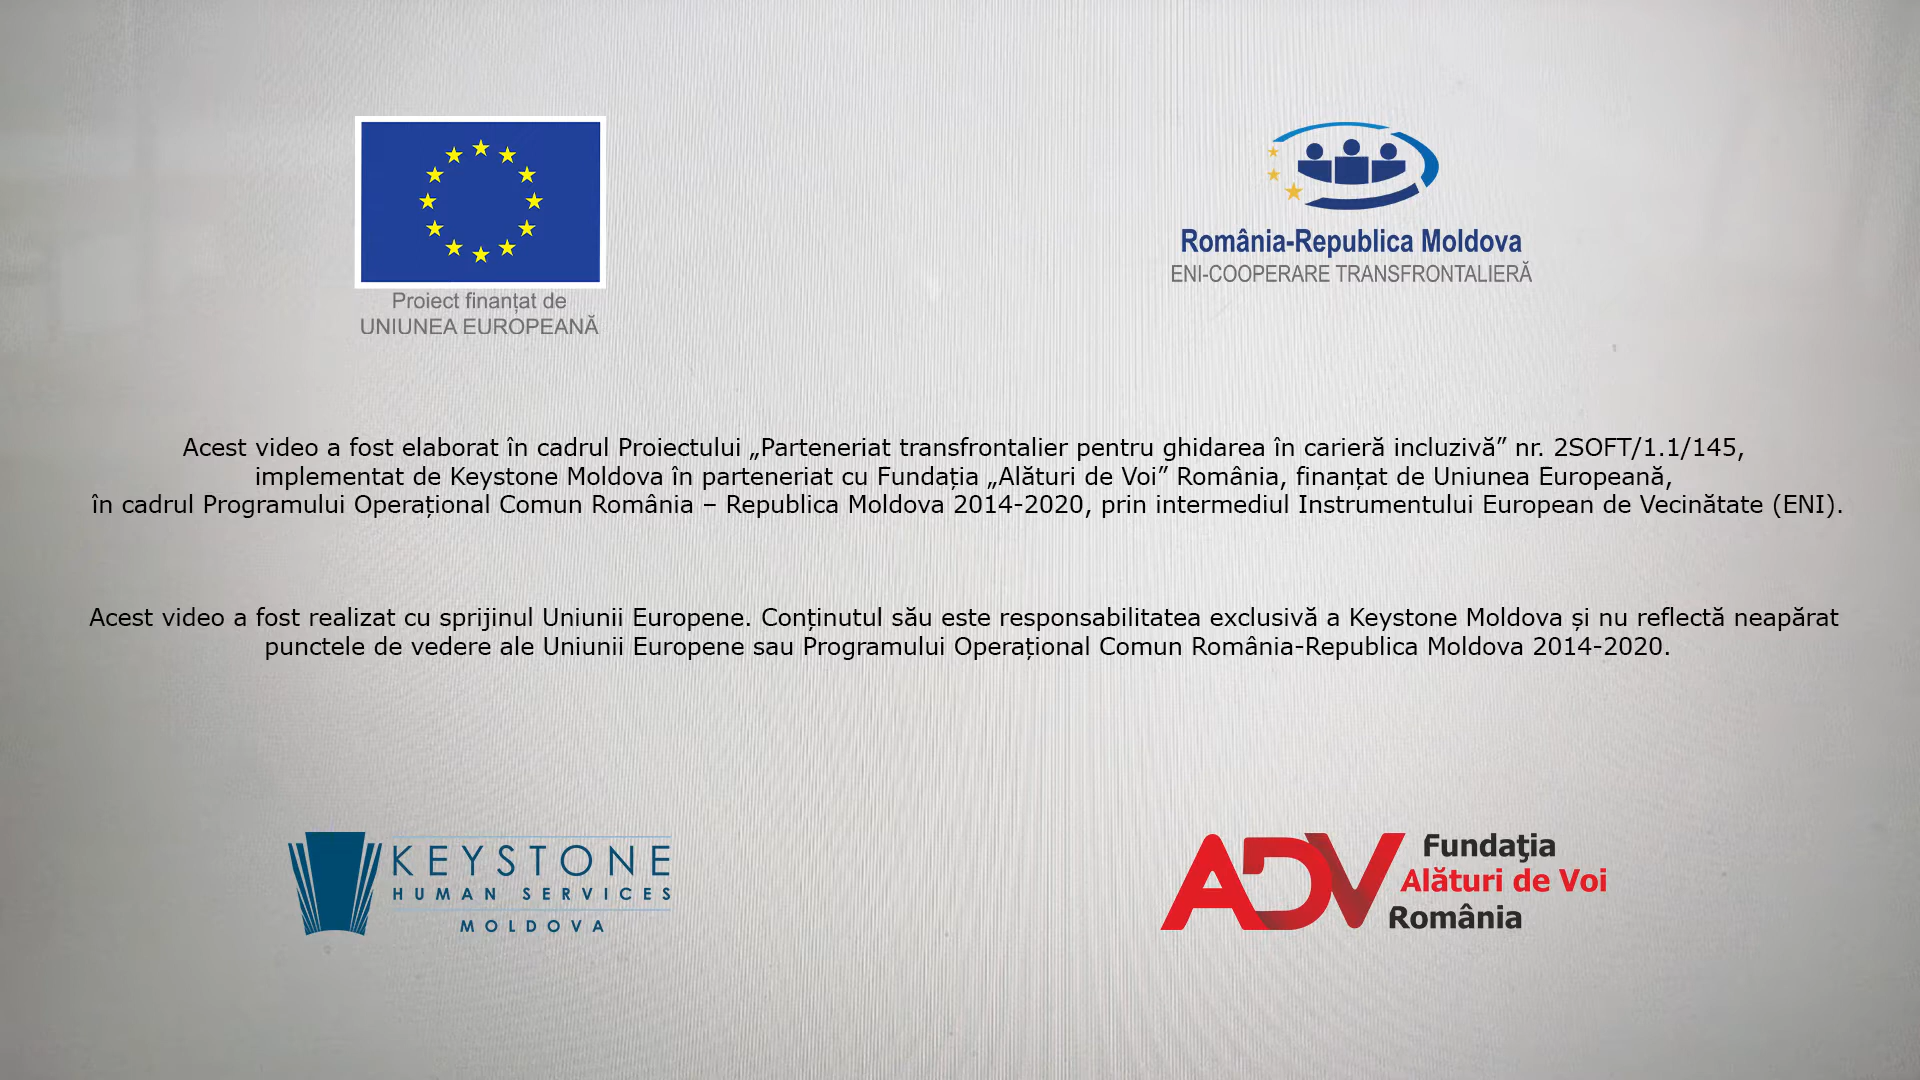 Proiect finanțat de
UNIUNEA EUROPEANĂ
România-Republica Moldova
ENI-COOPERARE TRANSFRONTALIERĂ
Acest video a fost elaborat în cadrul Proiectului „Parteneriat transfrontalier pentru ghidarea în carieră incluzivă” nr. 2SOFT/1.1/145,
implementat de Keystone Moldova în parteneriat cu Fundația „Alături de Voi” România, finanțat de Uniunea Europeană,
în cadrul Programului Operațional Comun România – Republica Moldova 2014-2020, prin intermediul Instrumentului European de Vecinătate (ENI).
Acest video a fost realizat cu sprijinul Uniunii Europene. Conținutul său este responsabilitatea exclusivă a Keystone Moldova și nu reflectă neapărat
punctele de vedere ale Uniunii Europene sau Programului Operațional Comun România-Republica Moldova 2014-2020.
KEYSTONE
HUMAN SERVICES
MOLDOVA
ADV
Fundaţia
Alături de Voi
România